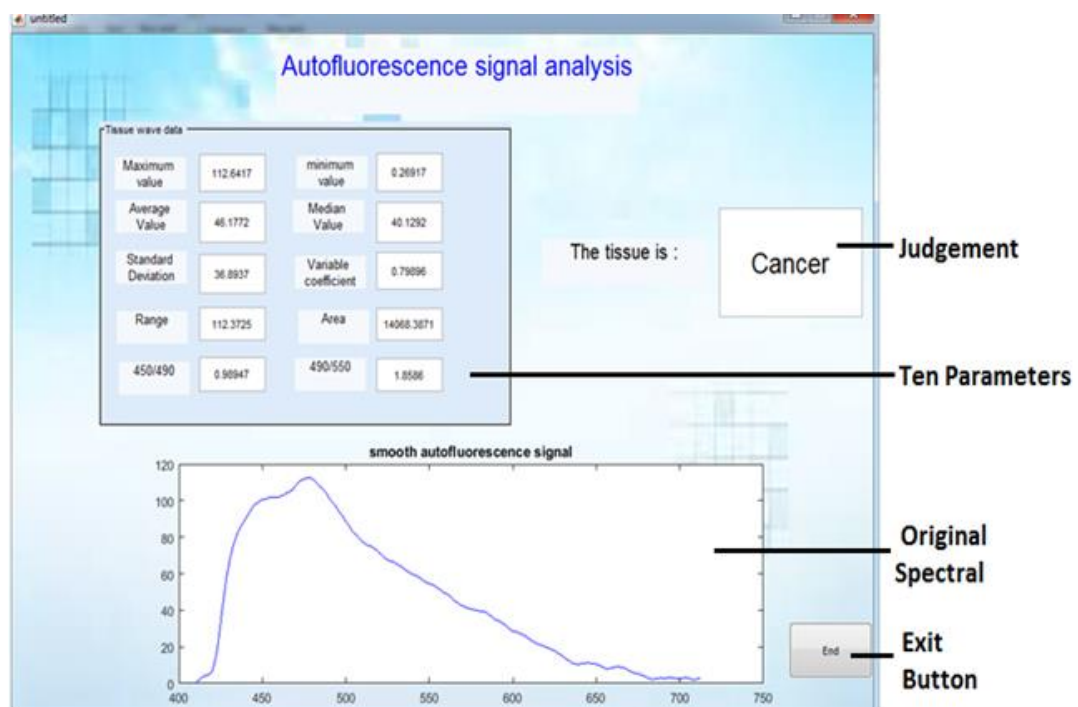 untitled
Autofluorescence signal analysis
Tissue wave data
Maximum
value
112.6417
minimum
value
0.26917
Average
Value
46.1772
Median
Value
40.1292
Standard
Deviation
36.8937
Variable
coefficient
0.79896
Range
112.3725
Area
14068.3871
450/490
0.98947
490/550
1.8586
The tissue is :
Cancer
Judgement
Ten Parameters
smooth autofluorescence signal
120
100
80
60
40
20
0
400 450 500 550 600 650 700 750
Original
Spectral
End
Exit
Button